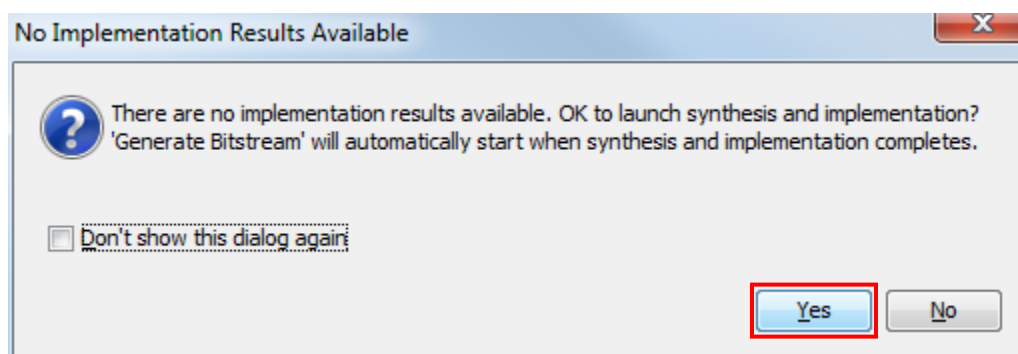 No Implementation Results Available
There are no implementation results available. OK to launch synthesis and implementation?
'Generate Bitstream' will automatically start when synthesis and implementation completes.
Don't show this dialog again
Yes No